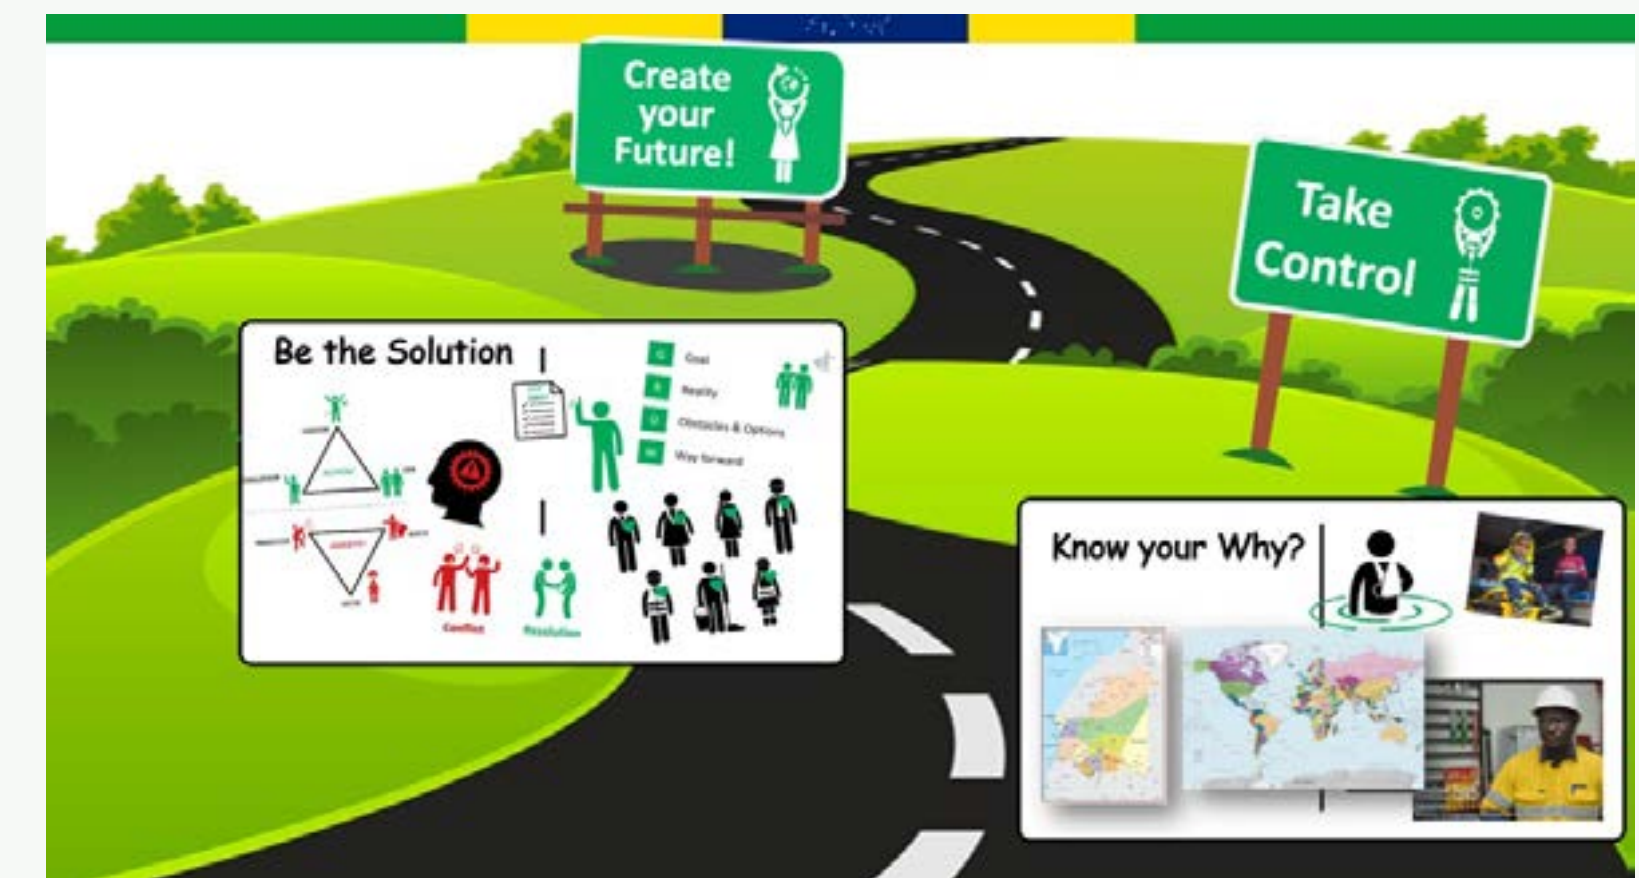 Create
your
Future!
Take
Control
Be the Solution
G Goal
R Reality
O Obstacles & Options
W Way forward
Conflict
Resolution
Know your Why?